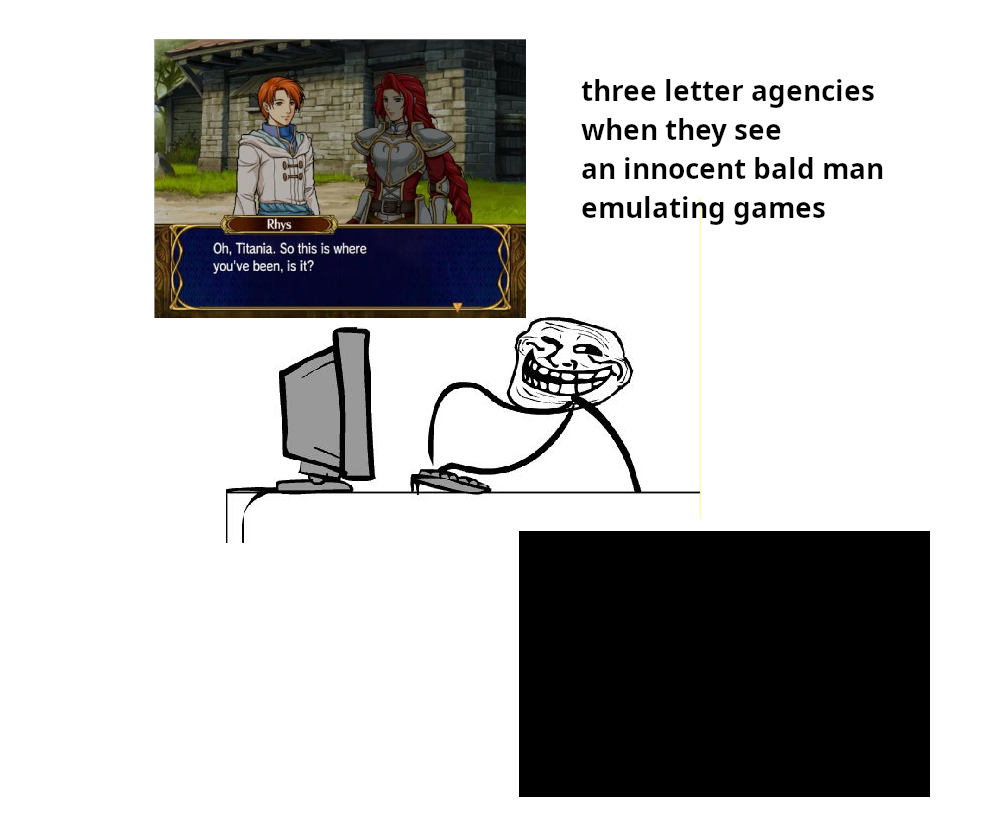 three letter agencies
when they see
an innocent bald man
emulating games
Rhys
Oh, Titania. So this is where
you've been, is it?